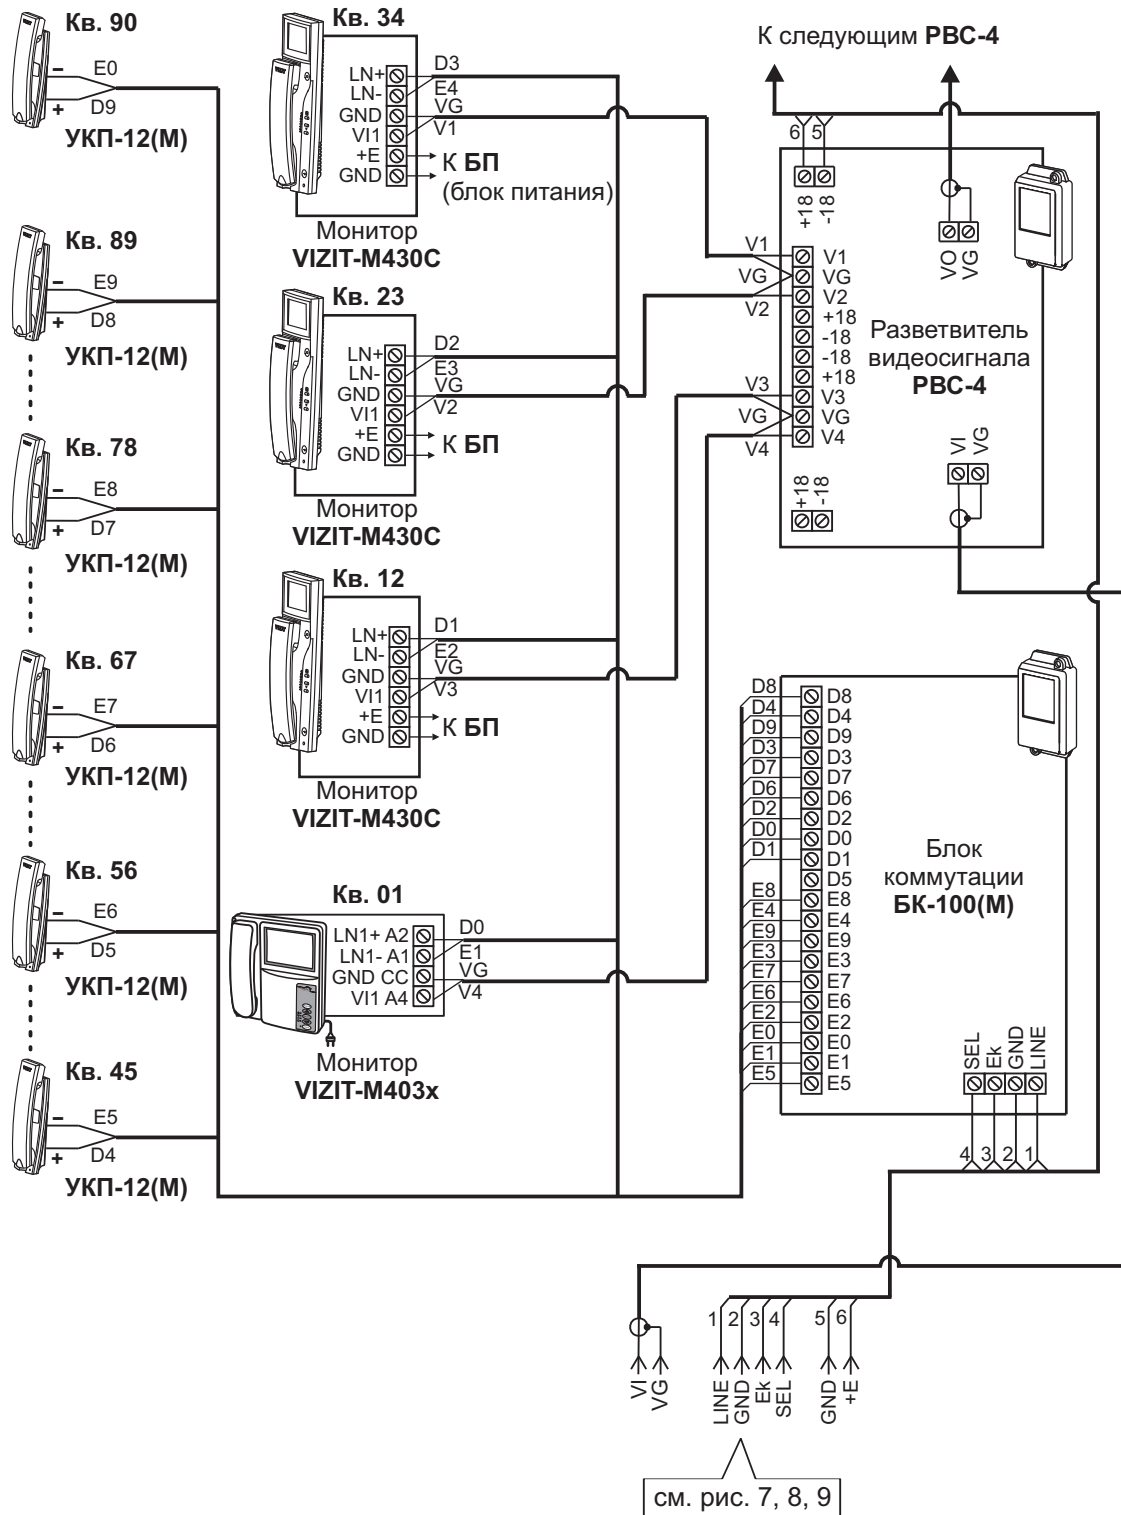 Кв. 90
−
E0
+
D9
УКП-12(М)
Кв. 89
−
E9
+
D8
УКП-12(М)
Кв. 78
−
E8
+
D7
УКП-12(М)
Кв. 67
−
E7
+
D6
УКП-12(М)
Кв. 56
−
E6
+
D5
УКП-12(М)
Кв. 45
−
E5
+
D4
УКП-12(М)
Кв. 34
LN+
LN-
GND
VI1
+E
GND
D3
E4
VG
V1
К БП
(блок питания)
Монитор
VIZIT-M430C
Кв. 23
LN+
LN-
GND
VI1
+E
GND
D2
E3
VG
V2
К БП
Монитор
VIZIT-M430C
Кв. 12
LN+
LN-
GND
VI1
+E
GND
D1
E2
VG
V3
К БП
Монитор
VIZIT-M430C
Кв. 01
LN1+ A2
LN1- A1
GND CC
VI1 A4
D0
E1
VG
V4
Монитор
VIZIT-M403x
К следующим РВС-4
6
5
+18
-18
VO
VG
V1
VG
V2
V3
VG
V4
V1
VG
V2
+18
-18
-18
+18
V3
VG
V4
Разветвитель
видеосигнала
РВС-4
VI
VG
+18
-18
D8
D4
D9
D3
D7
D6
D2
D0
D1
E8
E4
E9
E3
E7
E6
E2
E0
E1
E5
D8
D4
D9
D3
D7
D6
D2
D0
D1
D5
E8
E4
E9
E3
E7
E6
E2
E0
E1
E5
Блок
коммутации
БК-100(М)
SEL
Ek
GND
LINE
4
3
2
1
1
2
3
4
5
6
VI
VG
LINE
GND
Ek
SEL
GND
+E
см. рис. 7, 8, 9